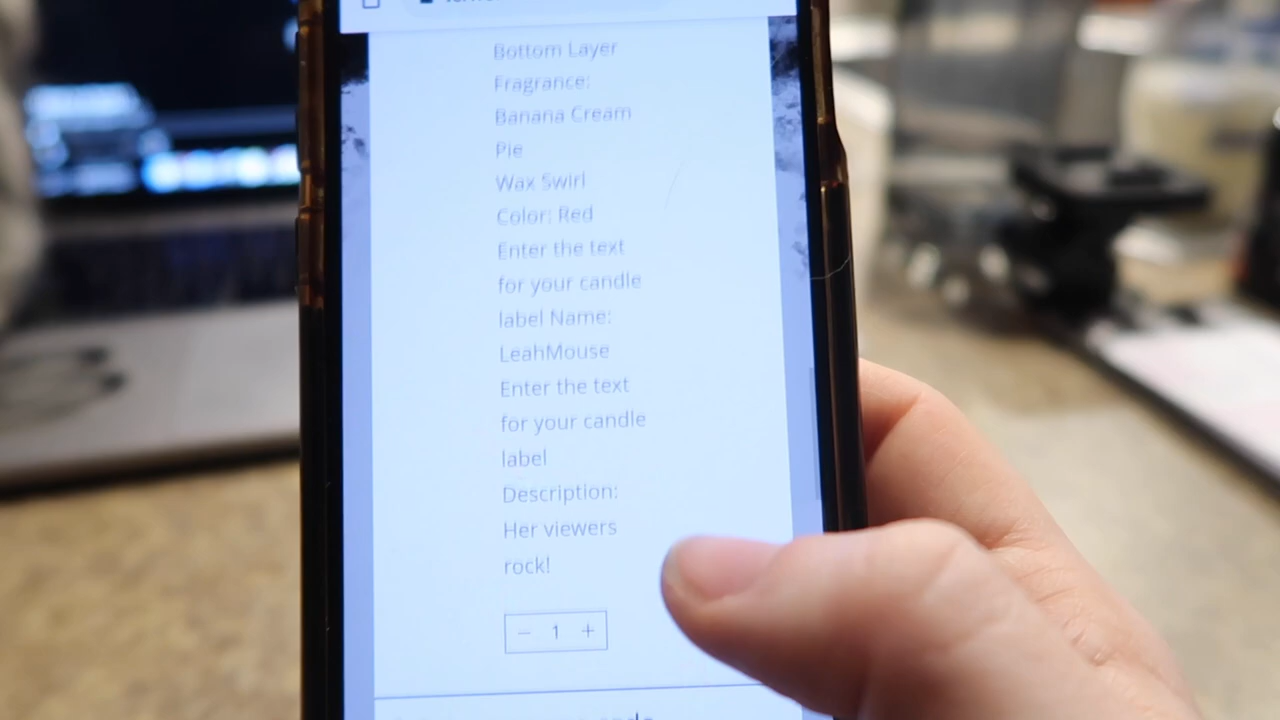 Bottom Layer
Fragrance:
Banana Cream
Pie
Wax Swirl
Color: Red
Enter the text
for your candle
label Name:
LeahMouse
Enter the text
for your candle
label
Description:
Her viewers
rock!
− 1 +